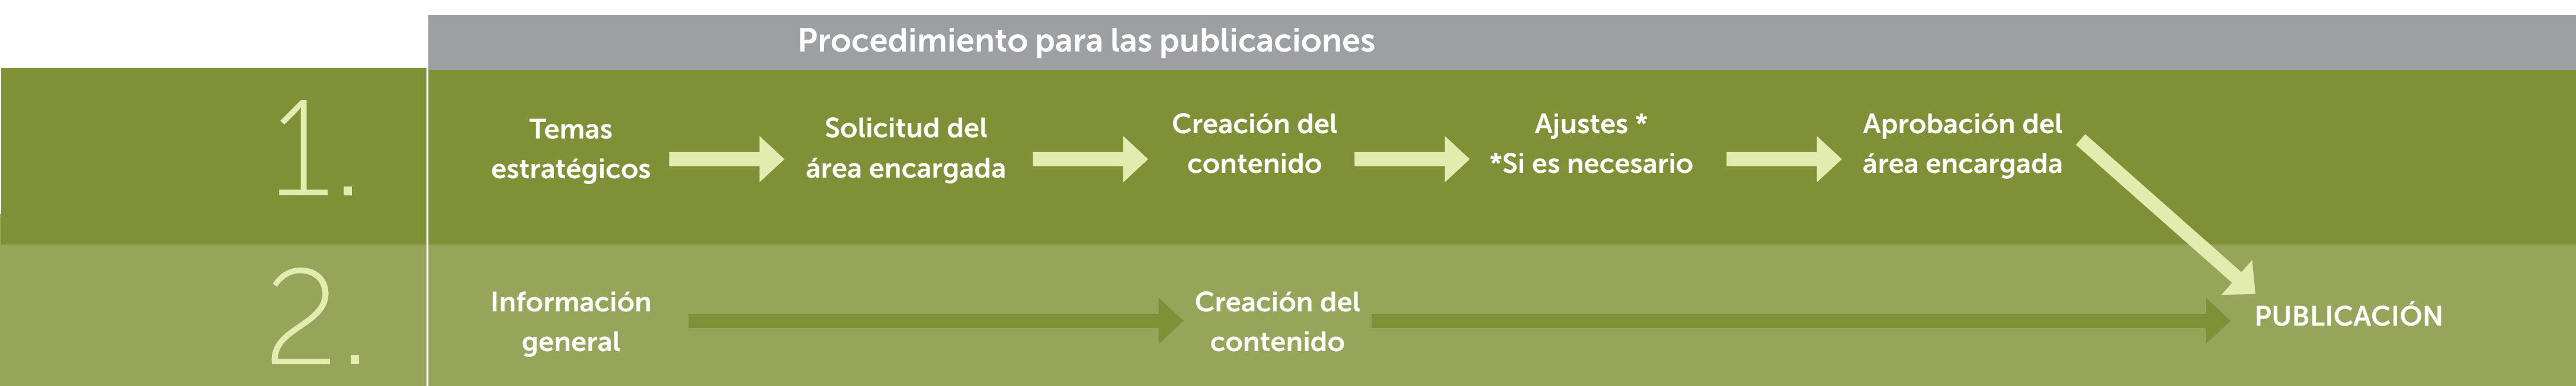 Procedimiento para las publicaciones
1.
Temas
estratégicos
Solicitud del
área encargada
Creación del
contenido
Ajustes *
*Si es necesario
Aprobación del
área encargada
2.
Información
general
Creación del
contenido
PUBLICACIÓN